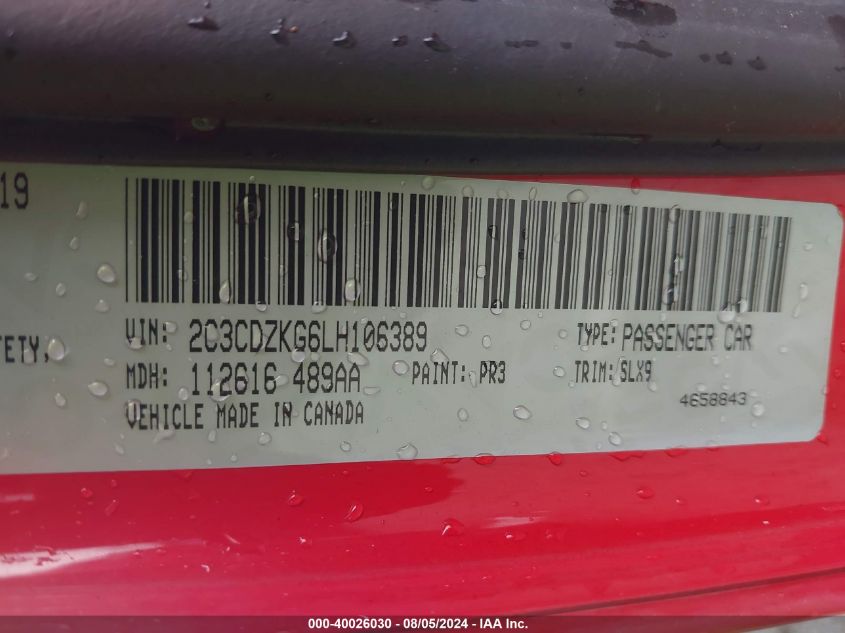 19
VIN: 2C3CDZKG6LH106389 TYPE: PASSENGER CAR
FETY,
MDH: 112616 489AA PAINT: PR3 TRIM: SLX9
4658843
VEHICLE MADE IN CANADA
000-40026030 - 08/05/2024 - IAA Inc.